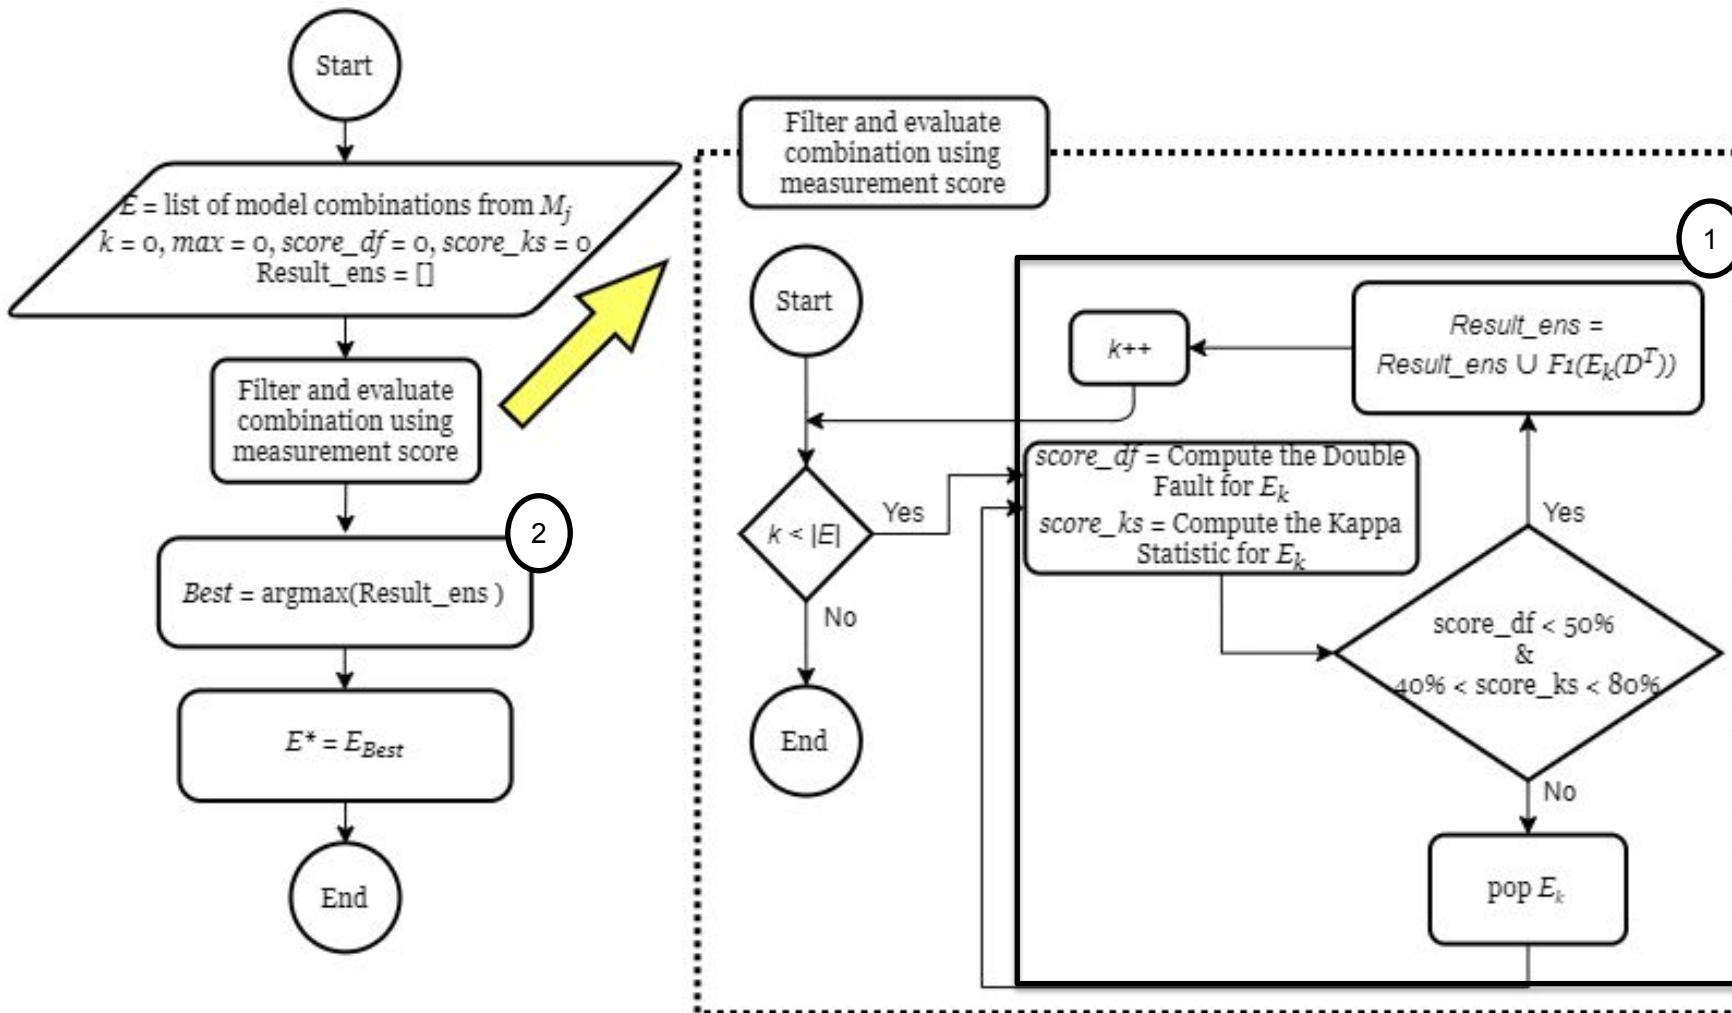 Start
E = list of model combinations from Mⱼ
k = 0, max = 0, score_df = 0, score_ks = 0
Result_ens = []
Filter and evaluate
combination using
measurement score
2
Best = argmax(Result_ens )
E* = E_Best
End
Filter and evaluate
combination using
measurement score
1
Start
k++
Result_ens =
Result_ens ∪ F1(Eₖ(Dᵀ))
score_df = Compute the Double
Fault for Eₖ
score_ks = Compute the Kappa
Statistic for Eₖ
k < |E|
Yes
No
End
Yes
score_df < 50%
&
40% < score_ks < 80%
No
pop Eₖ